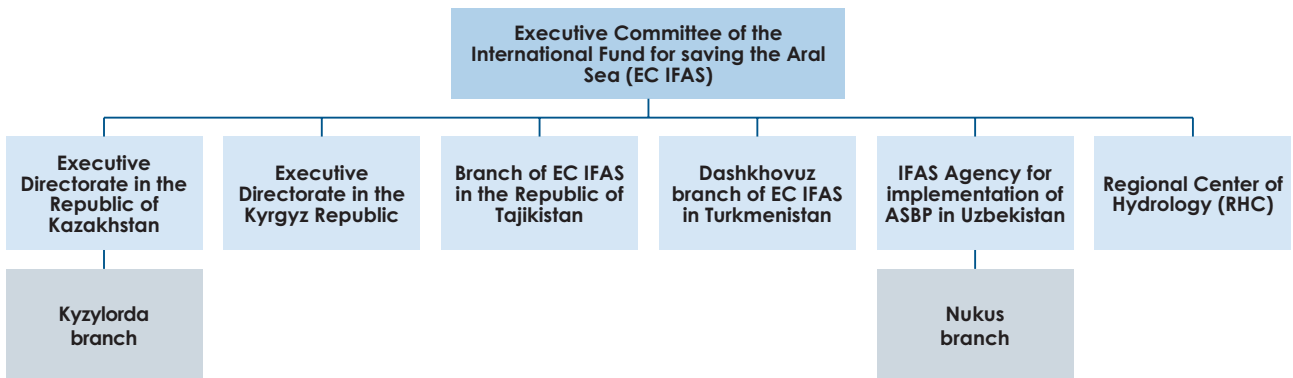 Executive Committee of the
International Fund for saving the Aral
Sea (EC IFAS)
Executive
Directorate in the
Republic of
Kazakhstan
Executive
Directorate in the
Kyrgyz Republic
Branch of EC IFAS
in the Republic of
Tajikistan
Dashkhovuz
branch of EC IFAS
in Turkmenistan
IFAS Agency for
implementation of
ASBP in Uzbekistan
Regional Center of
Hydrology (RHC)
Kyzylorda
branch
Nukus
branch